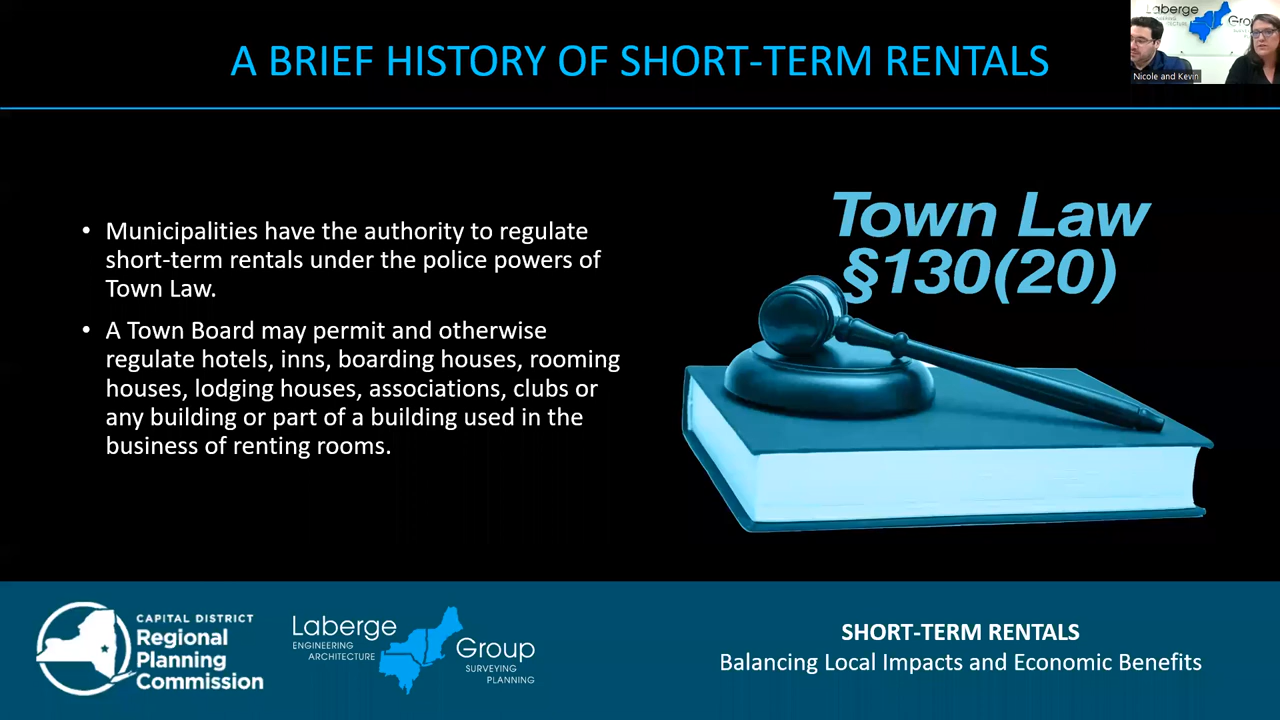 A BRIEF HISTORY OF SHORT-TERM RENTALS
Laberge
Nicole and Kevin
• Municipalities have the authority to regulate
short-term rentals under the police powers of
Town Law.
• A Town Board may permit and otherwise
regulate hotels, inns, boarding houses, rooming
houses, lodging houses, associations, clubs or
any building or part of a building used in the
business of renting rooms.
Town Law
§130(20)
CAPITAL DISTRICT
Regional
Planning
Commission
Laberge
ENGINEERING
ARCHITECTURE
Group
SURVEYING
PLANNING
SHORT-TERM RENTALS
Balancing Local Impacts and Economic Benefits